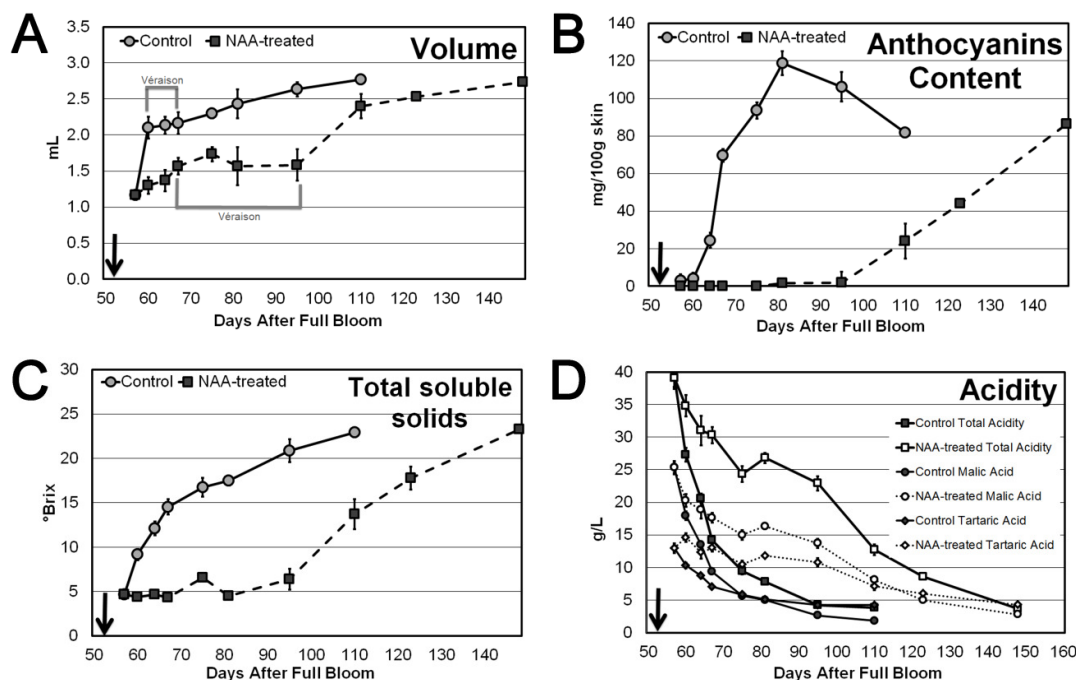 A
Control NAA-treated
Volume
Véraison
Véraison
3.5
3.0
2.5
2.0
1.5
1.0
0.5
0.0
mL
50 60 70 80 90 100 110 120 130 140
Days After Full Bloom
B
Control NAA-treated
Anthocyanins
Content
140
120
100
80
60
40
20
0
mg/100g skin
50 60 70 80 90 100 110 120 130 140
Days After Full Bloom
C
Control NAA-treated
Total soluble
solids
30
25
20
15
10
5
0
°Brix
50 60 70 80 90 100 110 120 130 140
Days After Full Bloom
D
Acidity
Control Total Acidity
NAA-treated Total Acidity
Control Malic Acid
NAA-treated Malic Acid
Control Tartaric Acid
NAA-treated Tartaric Acid
40
35
30
25
20
15
10
5
0
g/L
50 60 70 80 90 100 110 120 130 140 150 160
Days After Full Bloom